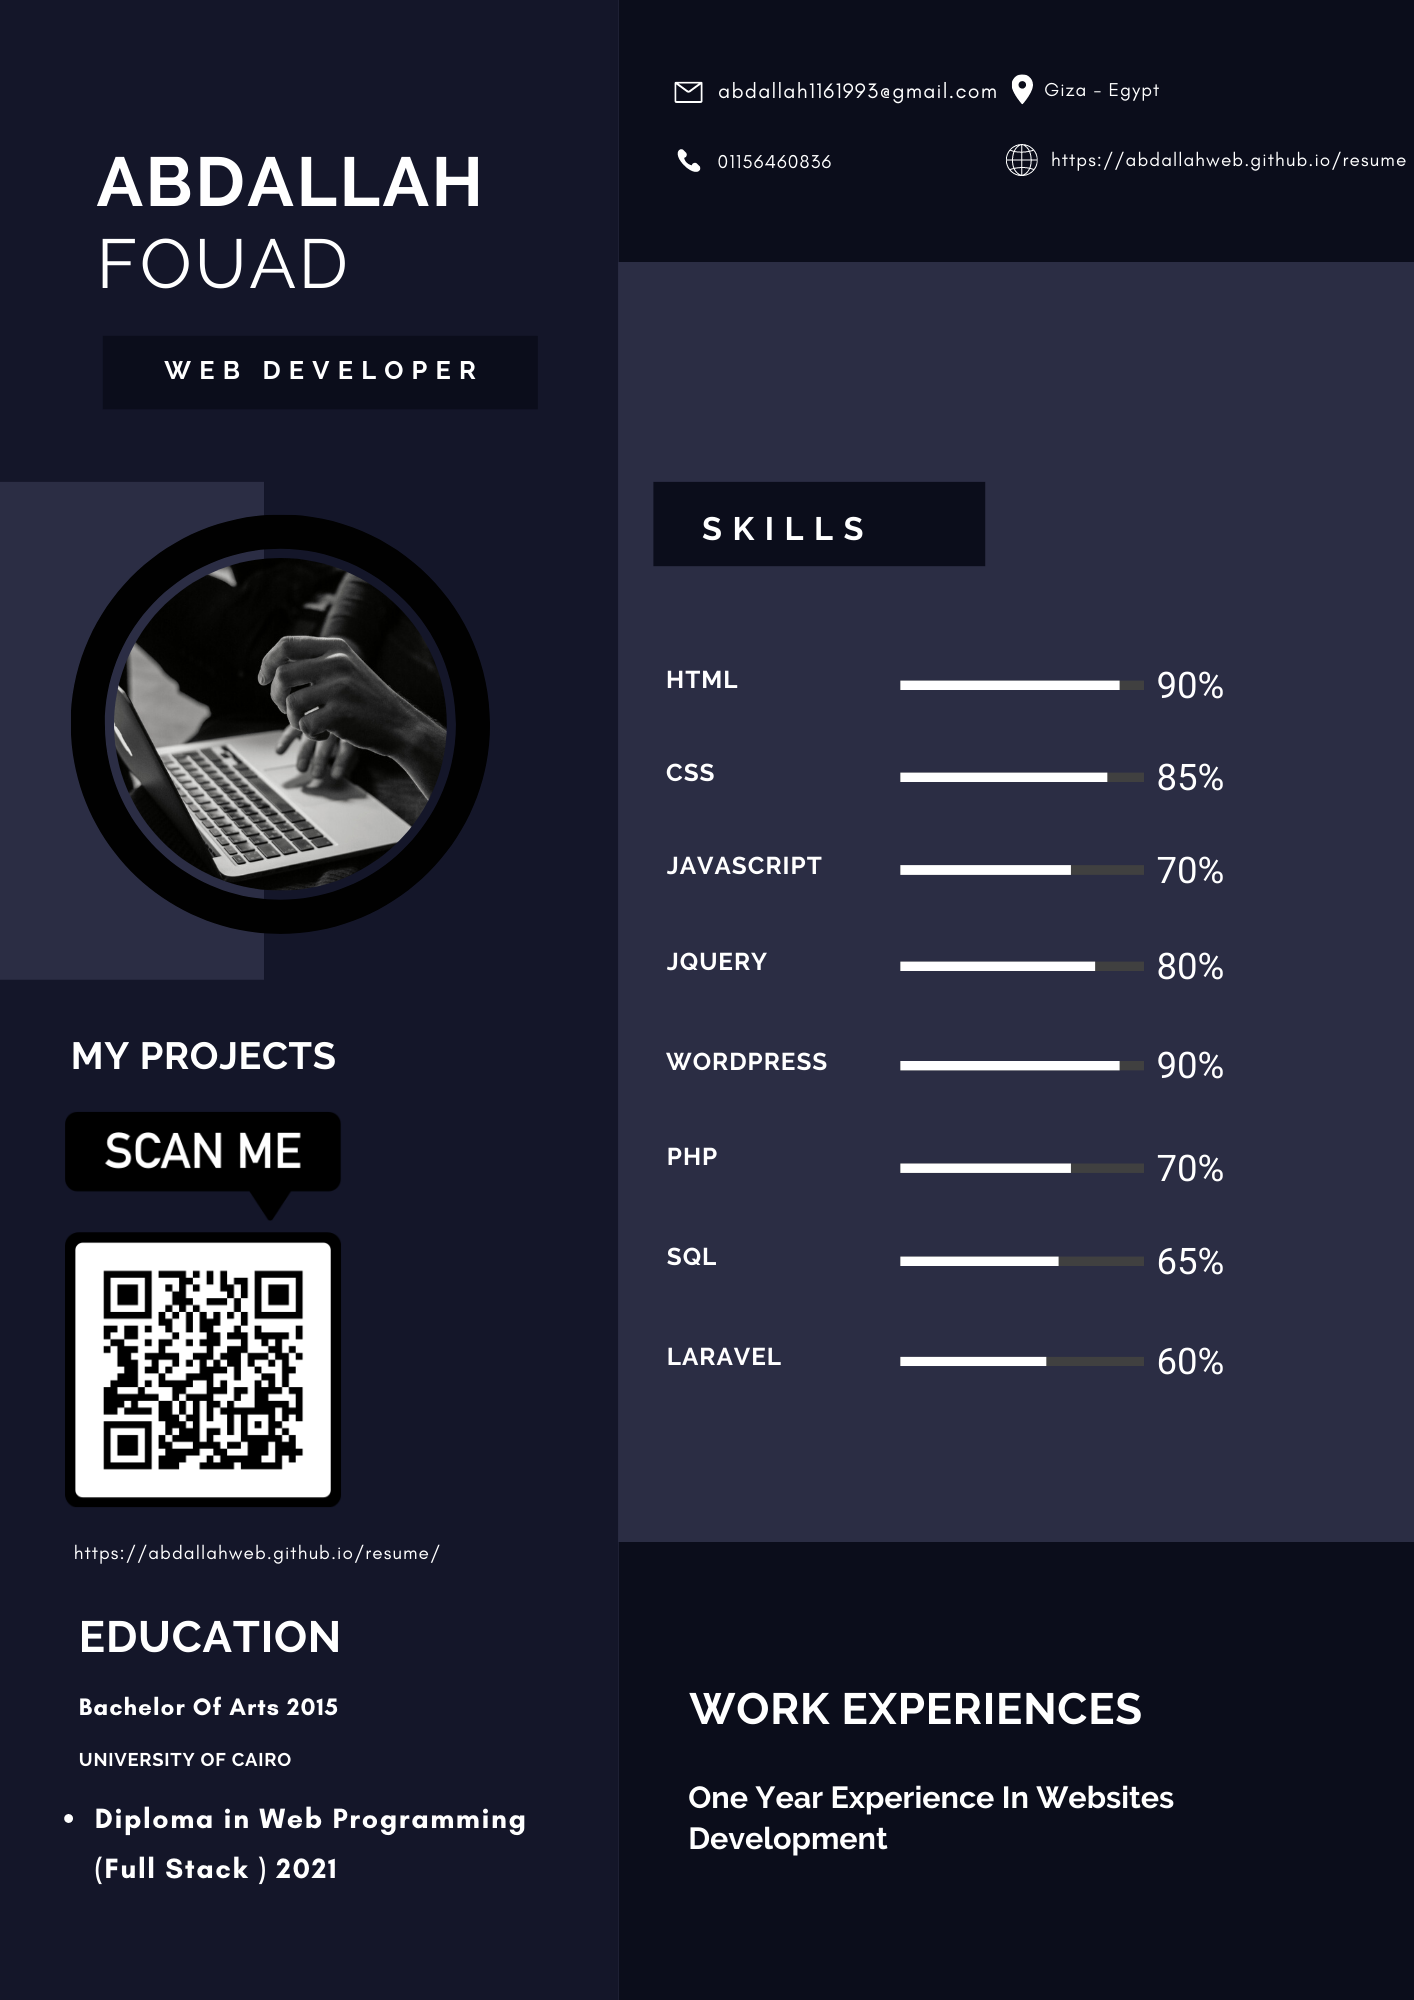 ABDALLAH
FOUAD
WEB DEVELOPER
abdallah1161993@gmail.com
Giza - Egypt
01156460836
https://abdallahweb.github.io/resume
MY PROJECTS
SCAN ME
https://abdallahweb.github.io/resume/
EDUCATION
Bachelor Of Arts 2015
UNIVERSITY OF CAIRO
• Diploma in Web Programming
(Full Stack ) 2021
SKILLS
HTML 90%
CSS 85%
JAVASCRIPT 70%
JQUERY 80%
WORDPRESS 90%
PHP 70%
SQL 65%
LARAVEL 60%
WORK EXPERIENCES
One Year Experience In Websites
Development